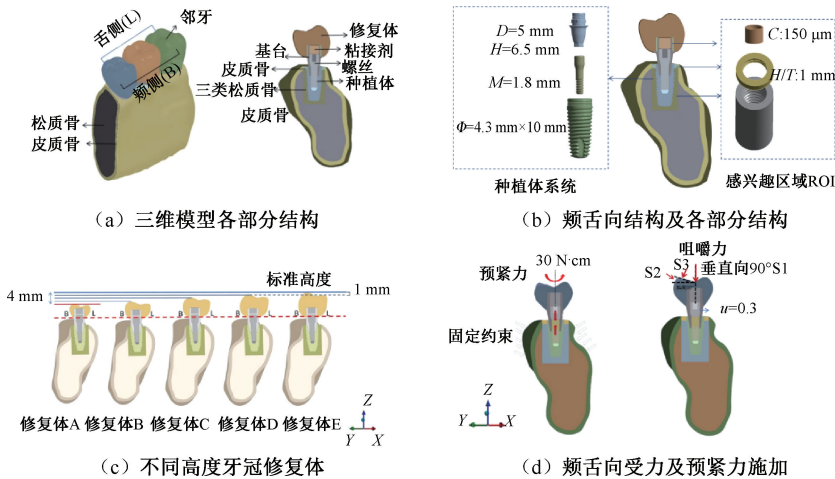 舌侧(L)
邻牙
颊侧(B)
松质骨
皮质骨
修复体
基台
粘接剂
皮质骨
螺丝
三类松质骨
种植体
皮质骨
(a) 三维模型各部分结构
D=5 mm
H=6.5 mm
M=1.8 mm
Φ=4.3 mm×10 mm
种植体系统
C:150 μm
H/T:1 mm
感兴趣区域ROI
(b) 颊舌向结构及各部分结构
标准高度
4 mm
1 mm
B L B L B L B L B L
修复体A 修复体B 修复体C 修复体D 修复体E
Z
Y X
(c) 不同高度牙冠修复体
30 N·cm
预紧力
固定约束
咀嚼力
S3
垂直向90°S1
S2
u=0.3
Z
Y X
(d) 颊舌向受力及预紧力施加